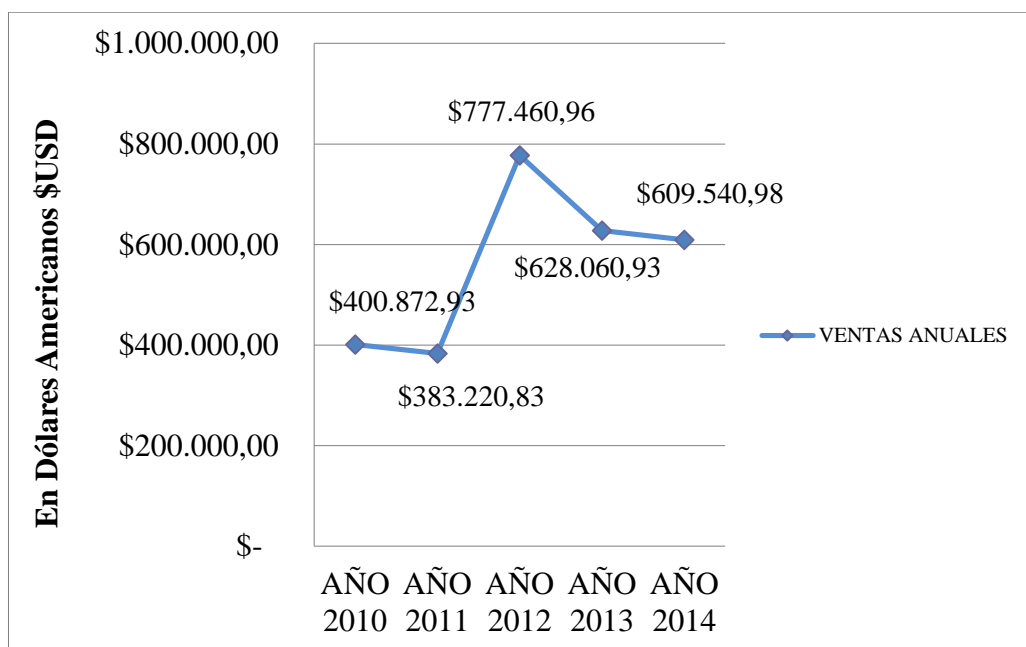 En Dólares Americanos $USD
$1.000.000,00
$800.000,00
$600.000,00
$400.000,00
$200.000,00
$-
$777.460,96
$609.540,98
$628.060,93
$400.872,93
$383.220,83
VENTAS ANUALES
AÑO 2010
AÑO 2011
AÑO 2012
AÑO 2013
AÑO 2014